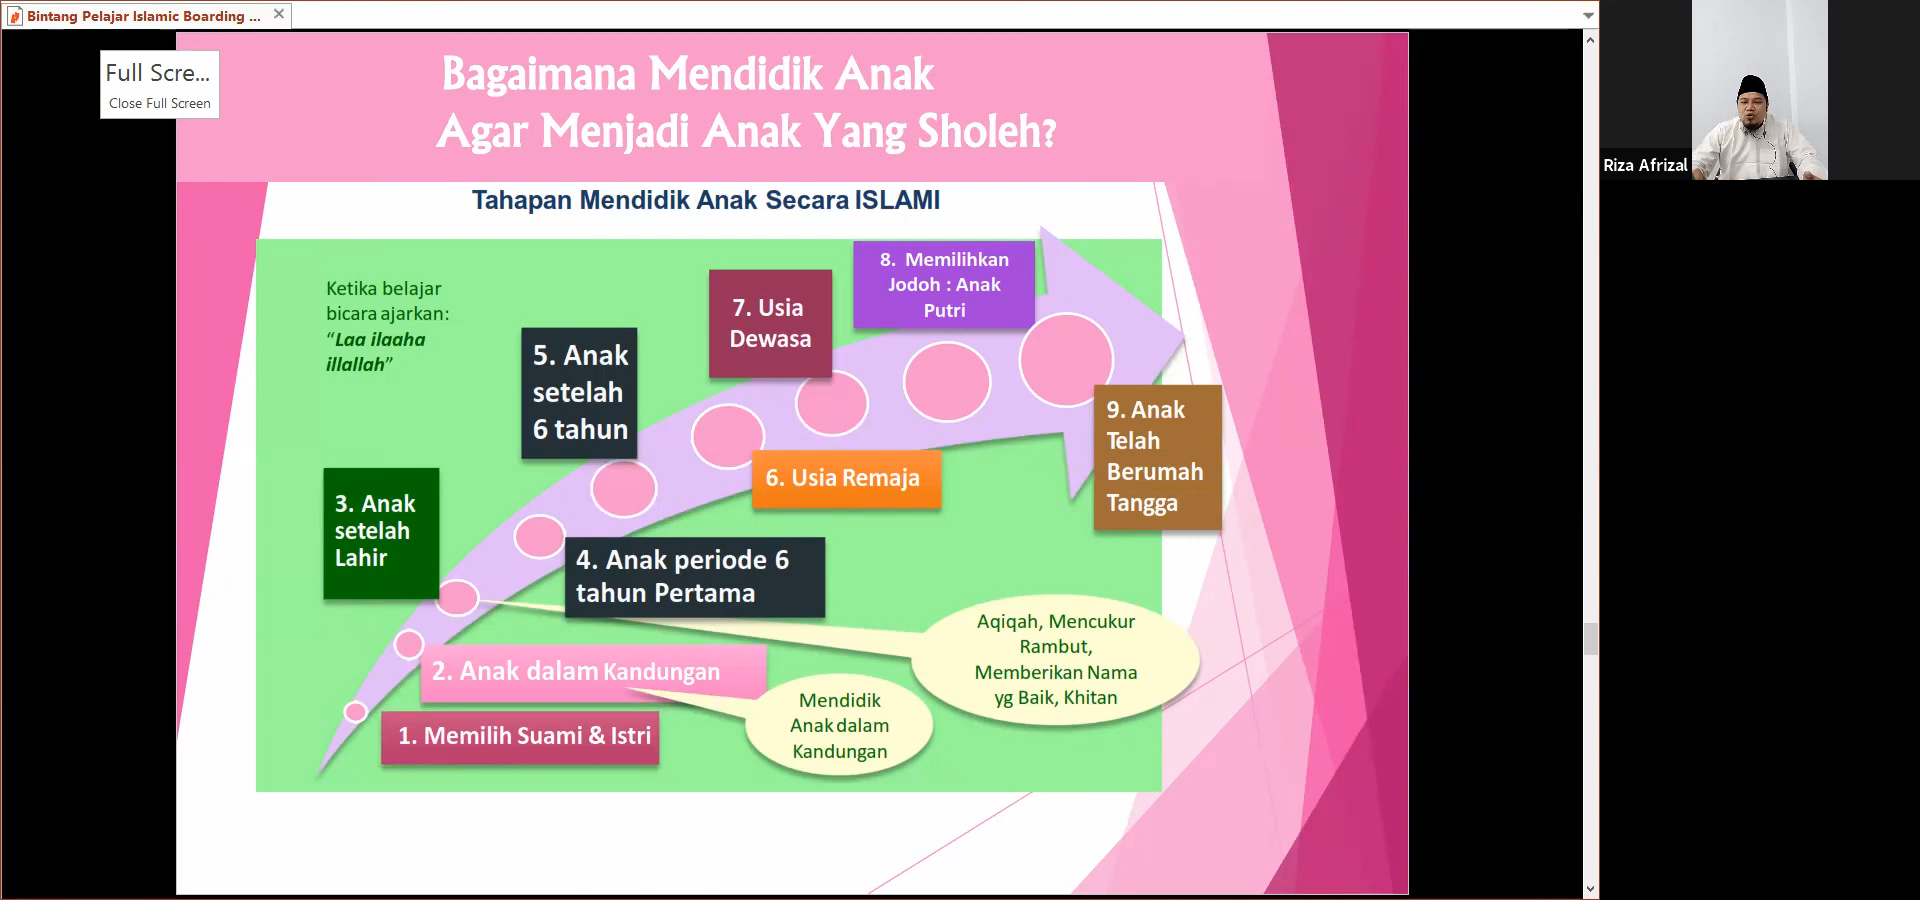 Bintang Pelajar Islamic Boarding ...
Full Scre...
Close Full Screen
Bagaimana Mendidik Anak
Agar Menjadi Anak Yang Sholeh?
Tahapan Mendidik Anak Secara ISLAMI
Ketika belajar
bicara ajarkan:
“Laa ilaaha
illallah”
1. Memilih Suami & Istri
2. Anak dalam Kandungan
Mendidik
Anak dalam
Kandungan
3. Anak
setelah
Lahir
Aqiqah, Mencukur
Rambut,
Memberikan Nama
yg Baik, Khitan
4. Anak periode 6
tahun Pertama
5. Anak
setelah
6 tahun
6. Usia Remaja
7. Usia
Dewasa
8. Memilihkan
Jodoh : Anak
Putri
9. Anak
Telah
Berumah
Tangga
Riza Afrizal